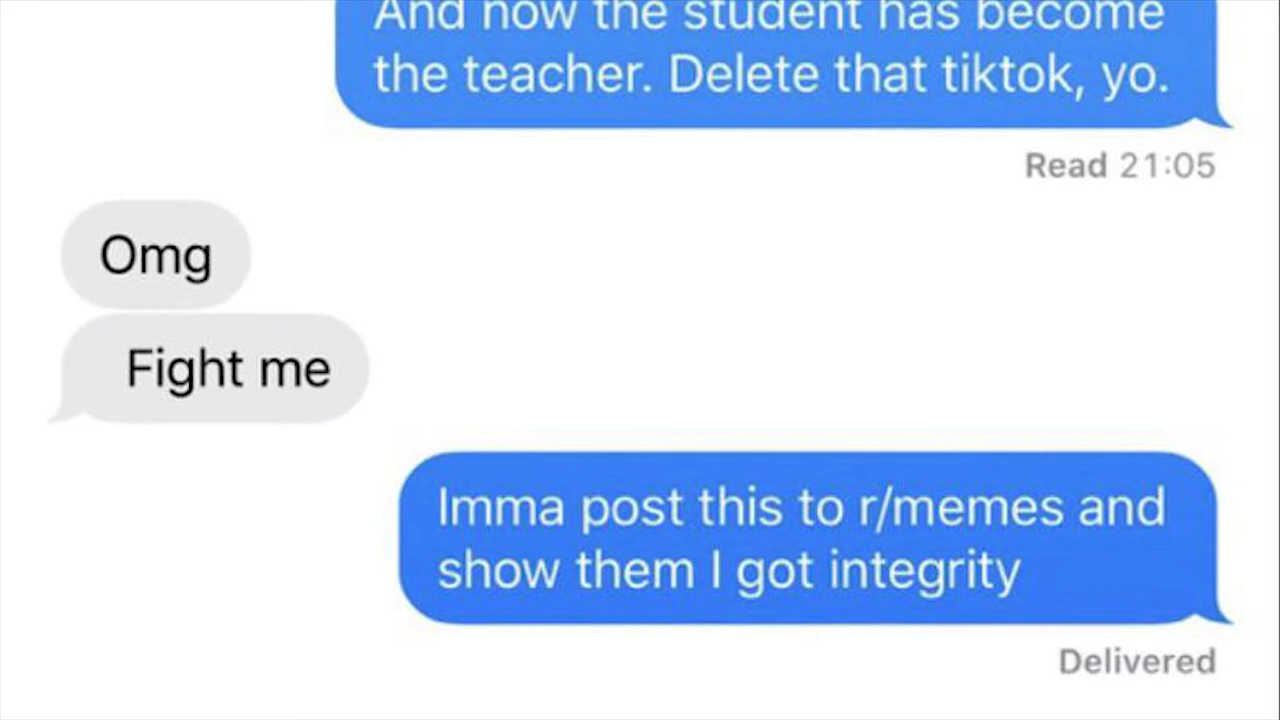 And now the student has become
the teacher. Delete that tiktok, yo.
Read 21:05
Omg
Fight me
Imma post this to r/memes and
show them I got integrity
Delivered